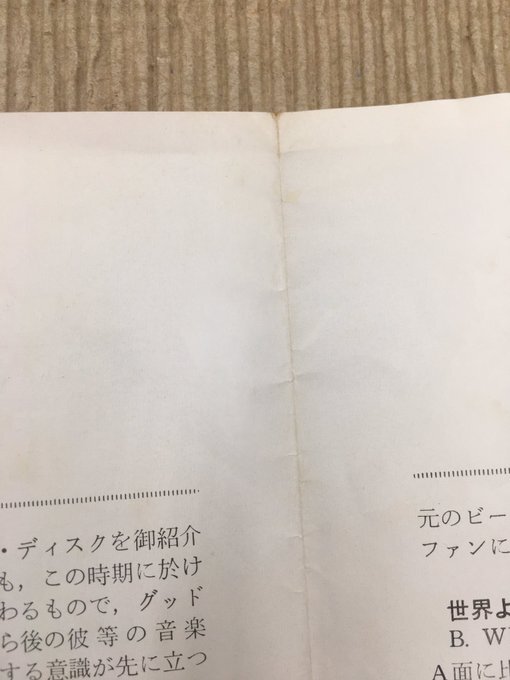 ・ディスクを御紹介
も，この時期に於け
わるもので，グッド
ら後の彼等の音楽
する意識が先に立つ
元のビー
ファンに
世界よ
B. W
A面に比